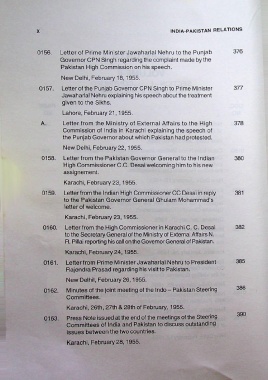 x INDIA-PAKISTAN RELATIONS
0156. Letter of Prime Minister Jawaharlal Nehru to the Punjab 376
Governor CPN Singh regarding the complaint made by the
Pakistan High Commission on his speech.
New Delhi, February 18, 1955.
0157. Letter of the Punjab Governor CPN Singh to Prime Minister 377
Jawaharlal Nehru explaining his speech about the treatment
given to the Sikhs.
Lahore, February 21, 1955.
A. Letter from the Ministry of External Affairs to the High 378
Commission of India in Karachi explaining the speech of
the Punjab Governor about which Pakistan had protested.
New Delhi, February 22, 1955.
0158. Letter from the Pakistan Governor General to the Indian 380
High Commissioner C.C. Desai welcoming him to his new
assignement.
Karachi, February 22, 1955.
0159. Letter from the Indian High Commissioner CC Desai in reply 381
to the Pakistan Governor General Ghulam Mohammad's
letter of welcome.
Karachi, February 23, 1955.
0160. Letter from the High Commissioner in Karachi C. C. Desai 382
to the Secretary General of the Ministry of External Affairs N.
R. Pillai reporting his call on the Governor General of Pakistan.
Karachi, February 24, 1955.
0161. Letter from Prime Minister Jawaharlal Nehru to President 385
Rajendra Prasad regarding his visit to Pakistan.
New Delhi, February 26, 1955.
0162. Minutes of the joint meeting of the Indo – Pakistan Steering 386
Committees.
Karachi, 26th, 27th & 28th of February, 1955.
0163. Press Note issued at the end of the meetings of the Steering 390
Committees of India and Pakistan to discuss outstanding
issues between the two countries.
Karachi, February 28, 1955.